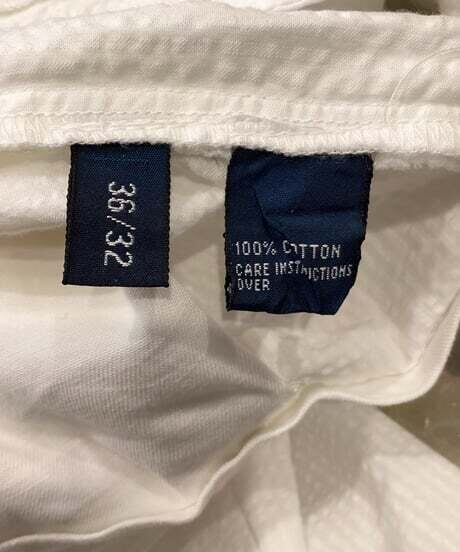 36/32
100% COTTON
CARE INSTRUCTIONS
OVER